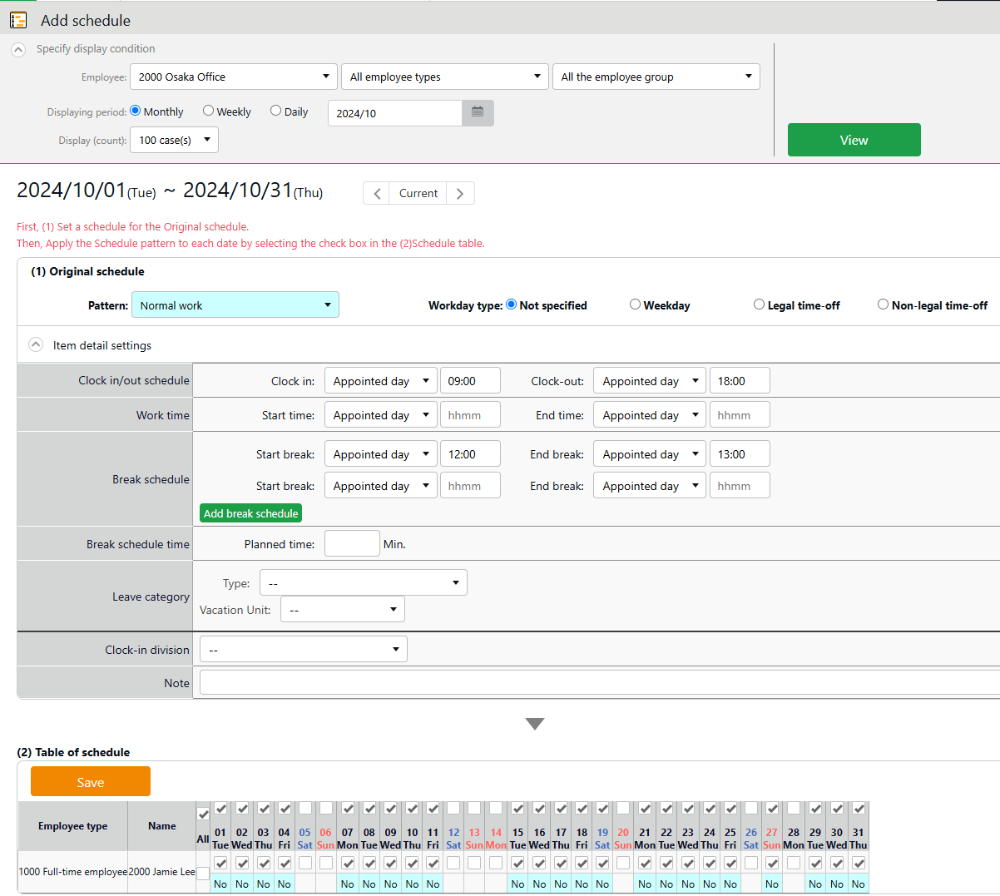 Add schedule
Specify display condition
Employee: 2000 Osaka Office All employee types All the employee group
Displaying period: Monthly Weekly Daily 2024/10
Display (count): 100 case(s)
View
2024/10/01(Tue) ~ 2024/10/31(Thu) Current
First, (1) Set a schedule for the Original schedule.
Then, Apply the Schedule pattern to each date by selecting the check box in the (2)Schedule table.
(1) Original schedule
Pattern: Normal work Workday type: Not specified Weekday Legal time-off Non-legal time-off
Item detail settings
Clock in/out schedule Clock in: Appointed day 09:00 Clock-out: Appointed day 18:00
Work time Start time: Appointed day hhmm End time: Appointed day hhmm
Break schedule Start break: Appointed day 12:00 End break: Appointed day 13:00
Start break: Appointed day hhmm End break: Appointed day hhmm
Add break schedule
Break schedule time Planned time: Min.
Leave category Type: --
Vacation Unit: --
Clock-in division --
Note
(2) Table of schedule
Save
Employee type Name All
01 02 03 04 05 06 07 08 09 10 11 12 13 14 15 16 17 18 19 20 21 22 23 24 25 26 27 28 29 30 31
Tue Wed Thu Fri Sat Sun Mon Tue Wed Thu Fri Sat Sun Mon Tue Wed Thu Fri Sat Sun Mon Tue Wed Thu Fri Sat Sun Mon Tue Wed Thu
1000 Full-time employee 2000 Jamie Lee
No No No No No No No No No No No No No No No No No No No No No No No